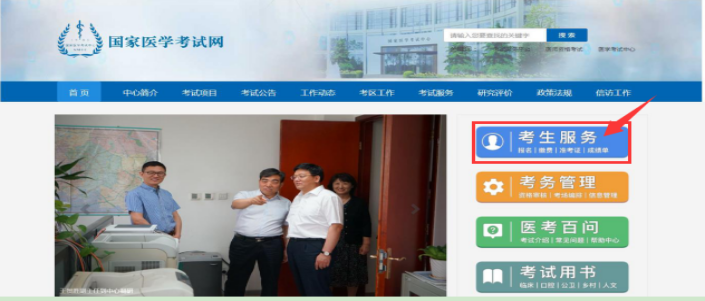 国家医学考试网
请输入您要查找的关键字
搜索
医师资格考试
医学考试中心
首页
中心简介
考试项目
考试公告
工作动态
考区工作
考试服务
研究评价
政策法规
信访工作
考生服务
报名 | 缴费 | 准考证 | 成绩单
考务管理
资格审核 | 考场编排 | 信息管理
医考百问
考试介绍 | 常见问题 | 帮助中心
考试用书
临床 | 口腔 | 公卫 | 乡村 | 人文